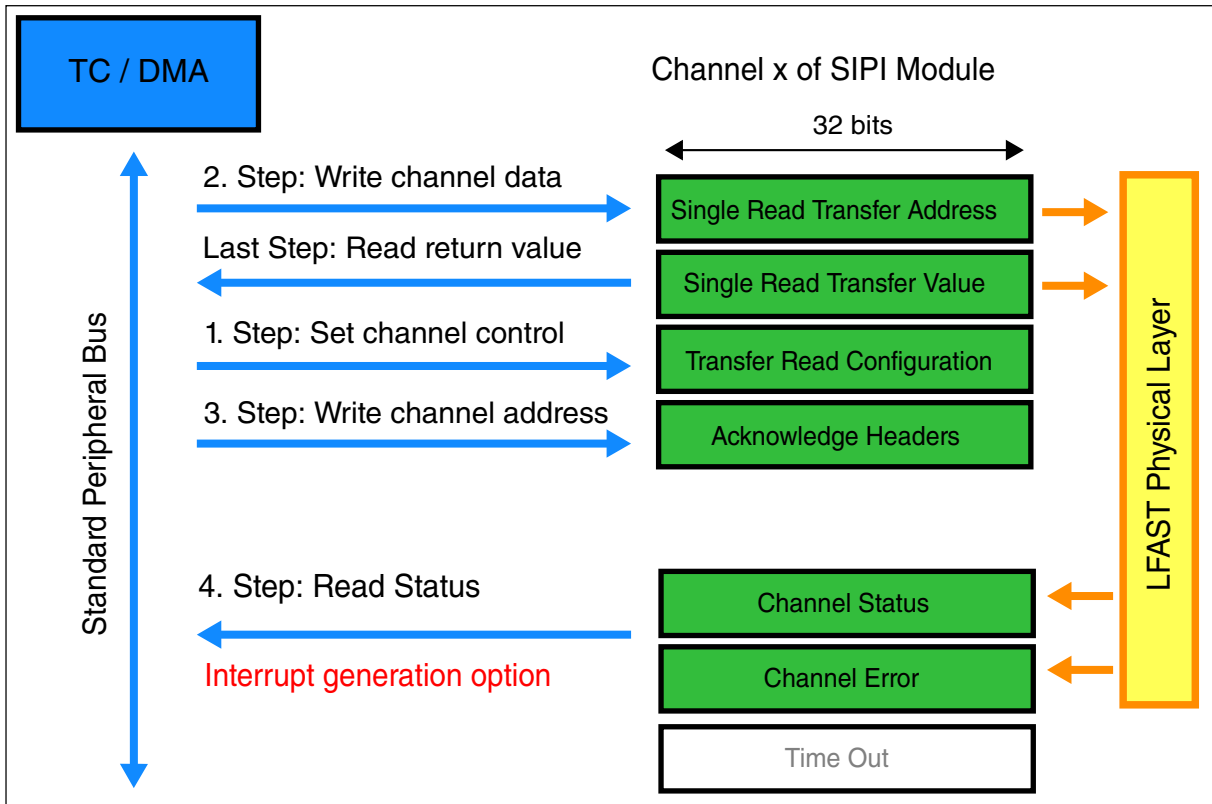 TC / DMA
Channel x of SIPI Module
32 bits
2. Step: Write channel data
Single Read Transfer Address
Last Step: Read return value
Single Read Transfer Value
1. Step: Set channel control
Transfer Read Configuration
3. Step: Write channel address
Acknowledge Headers
Standard Peripheral Bus
LFAST Physical Layer
4. Step: Read Status
Channel Status
Interrupt generation option
Channel Error
Time Out